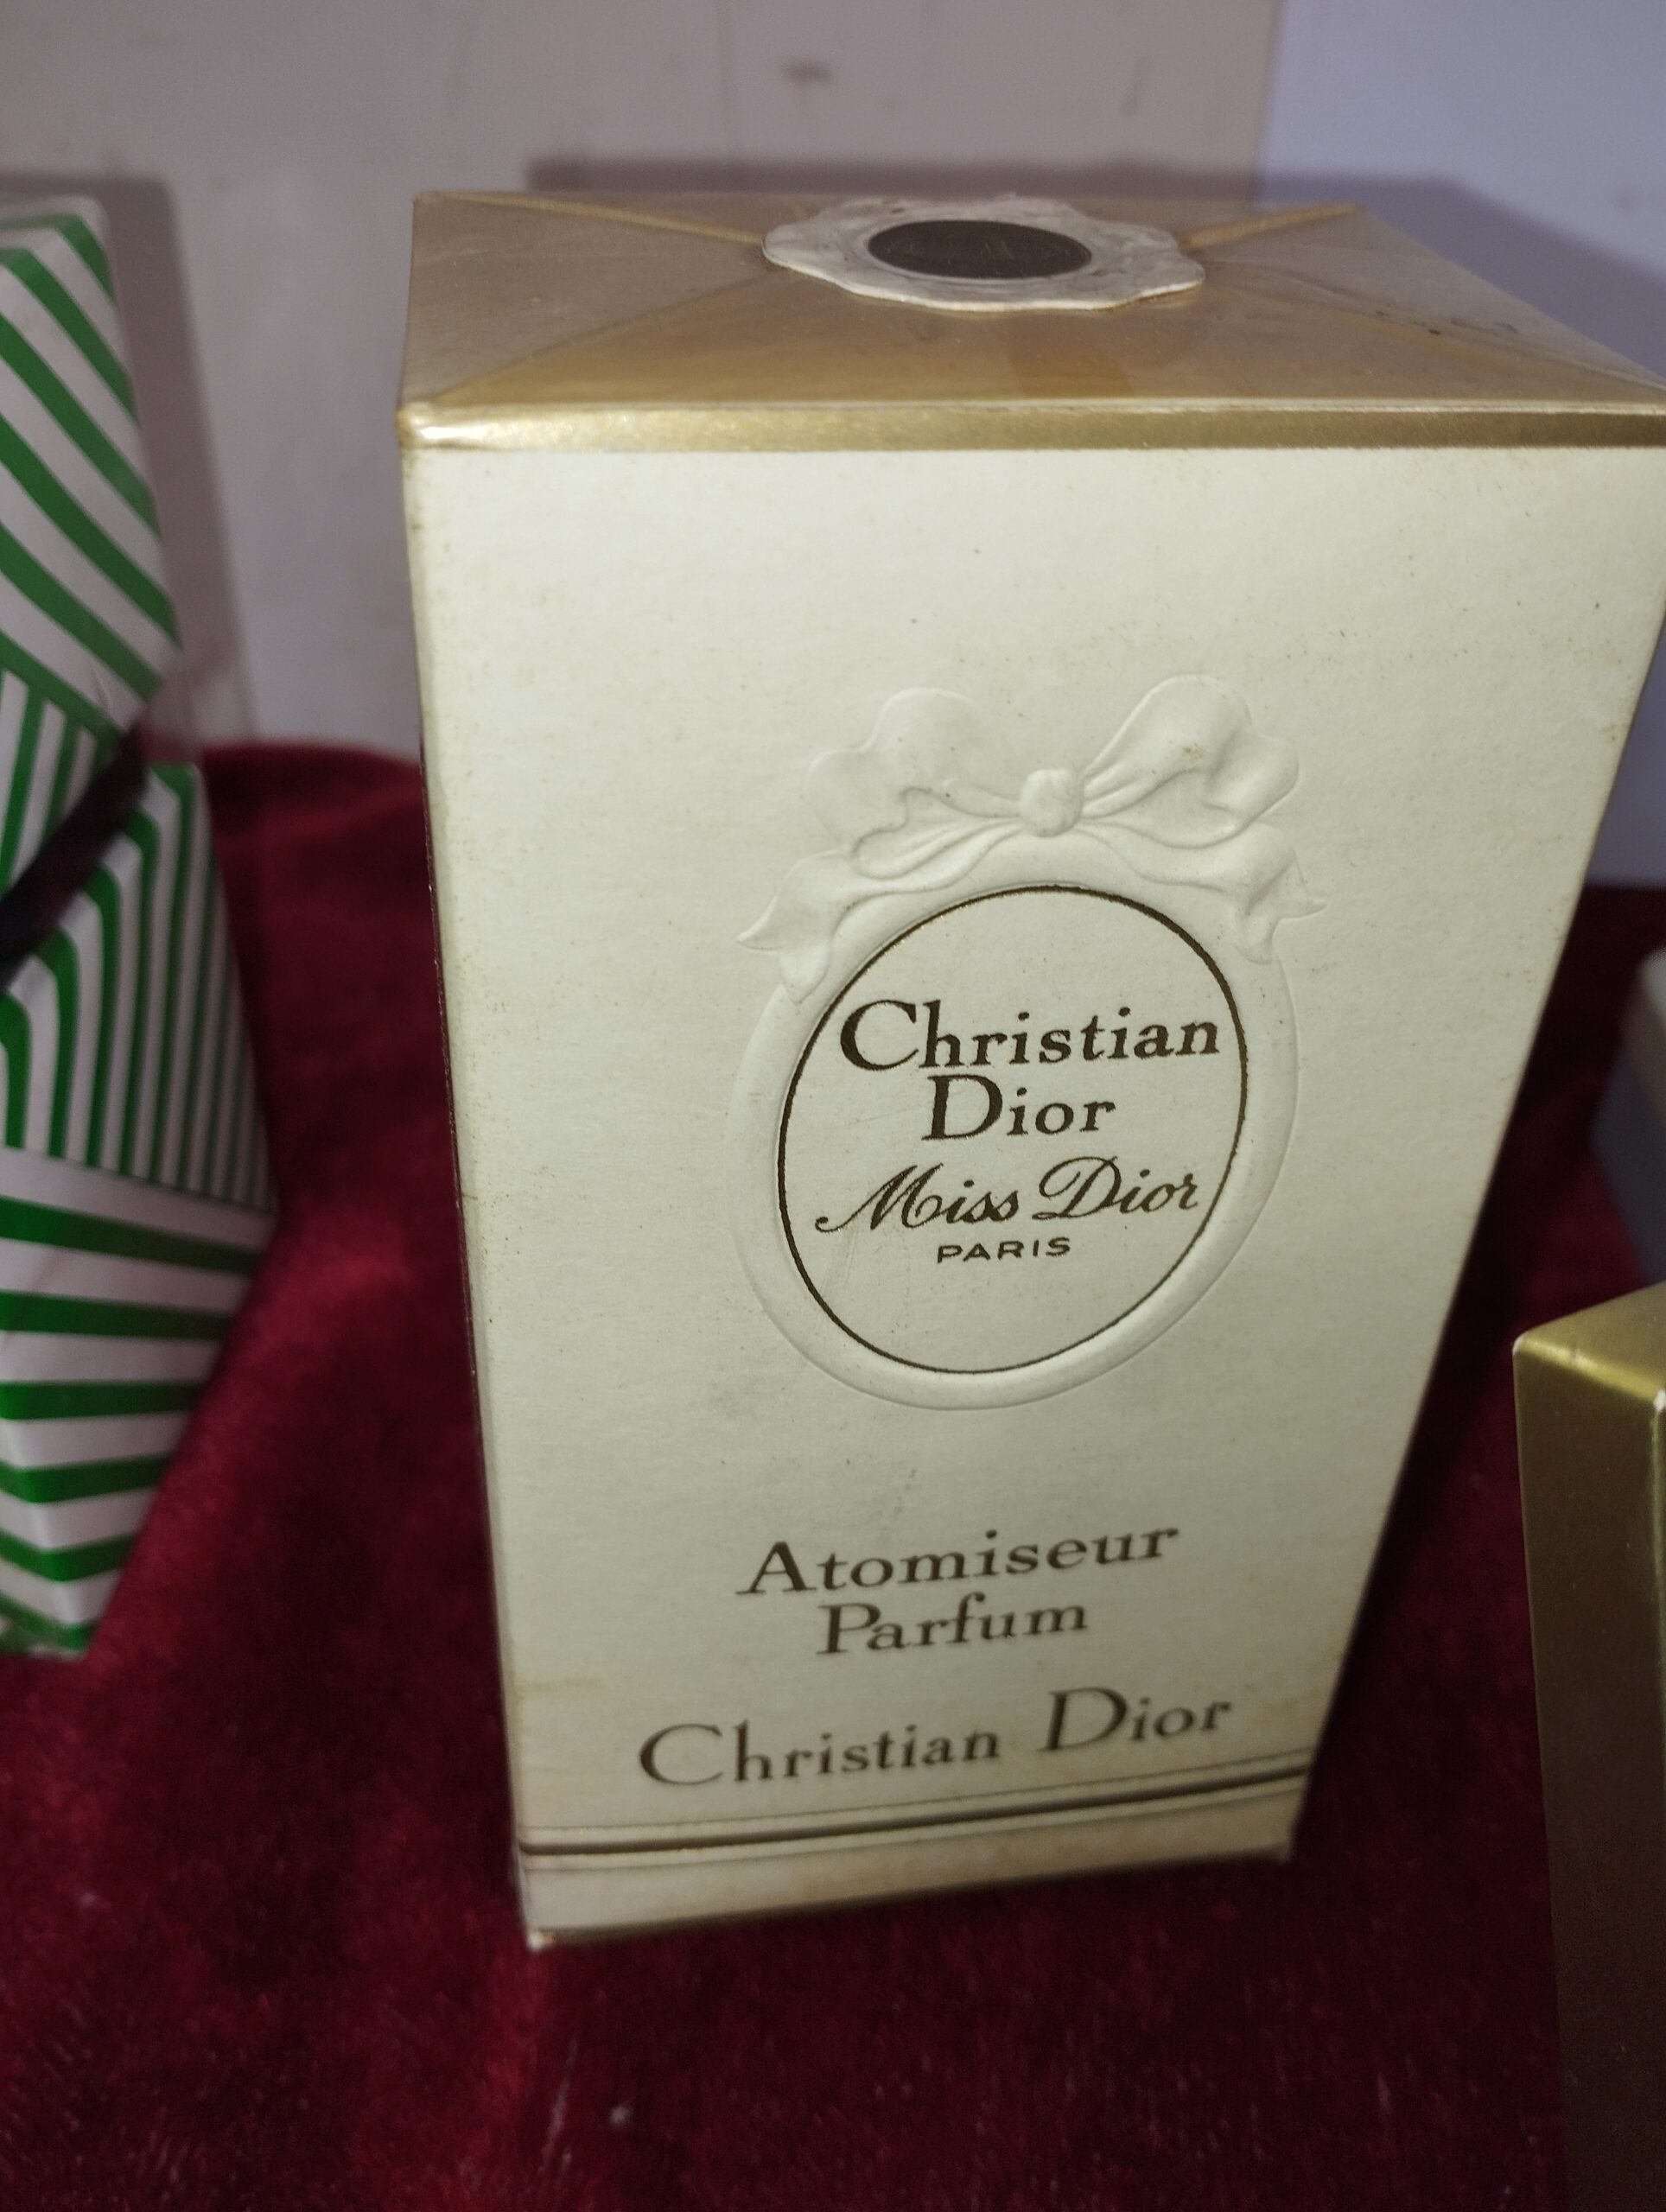 Christian
Dior
Miss Dior
PARIS
Atomiseur
Parfum
Christian Dior